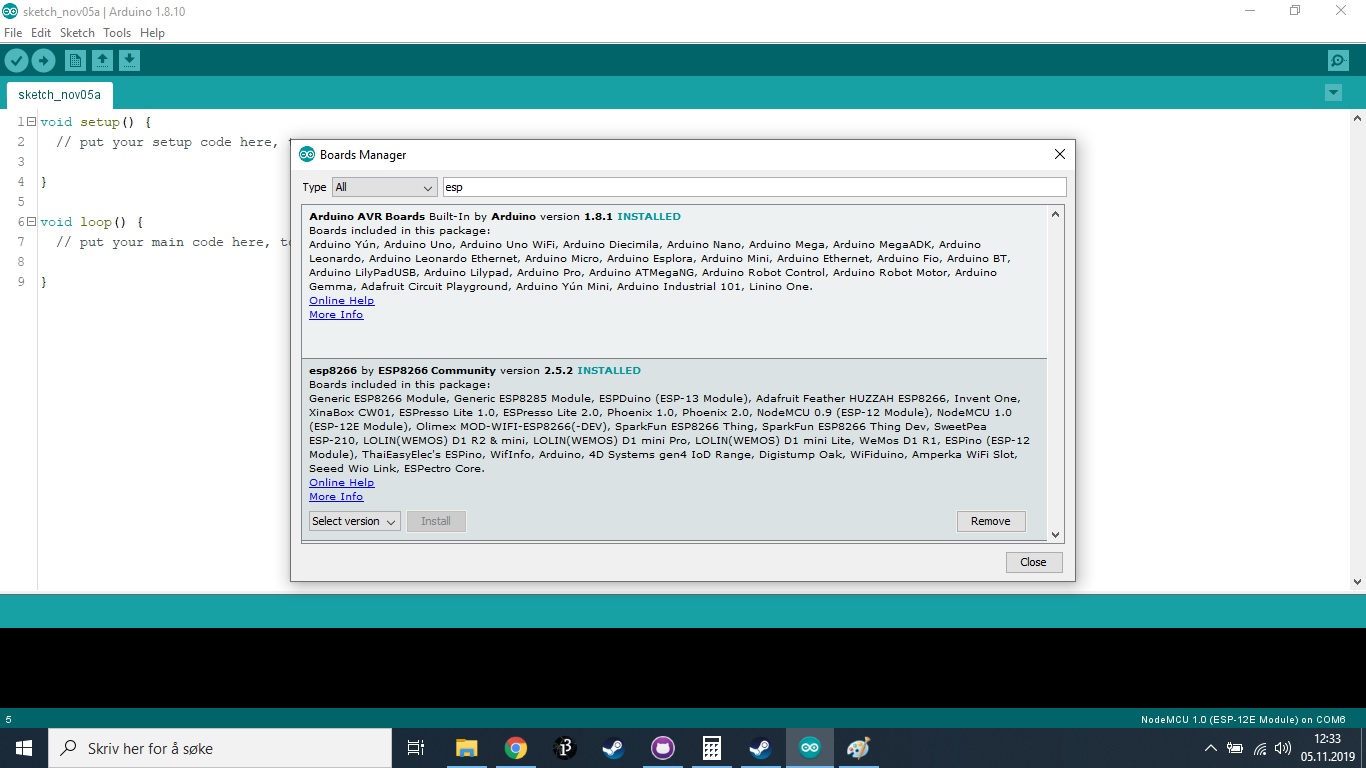 sketch_nov05a | Arduino 1.8.10
File Edit Sketch Tools Help
sketch_nov05a
1 void setup() {
2 // put your setup code here,
3
4 }
5
6 void loop() {
7 // put your main code here,
8
9 }
Boards Manager
Type All esp
Arduino AVR Boards Built-In by Arduino version 1.8.1 INSTALLED
Boards included in this package:
Arduino Yún, Arduino Uno, Arduino Uno WiFi, Arduino Diecimila, Arduino Nano, Arduino Mega, Arduino MegaADK, Arduino
Leonardo, Arduino Leonardo Ethernet, Arduino Micro, Arduino Esplora, Arduino Mini, Arduino Ethernet, Arduino Fio, Arduino BT,
Arduino LilyPadUSB, Arduino Lilypad, Arduino Pro, Arduino ATMegaNG, Arduino Robot Control, Arduino Robot Motor, Arduino
Gemma, Adafruit Circuit Playground, Arduino Yún Mini, Arduino Industrial 101, Linino One.
Online Help
More Info
esp8266 by ESP8266 Community version 2.5.2 INSTALLED
Boards included in this package:
Generic ESP8266 Module, Generic ESP8285 Module, ESPDuino (ESP-13 Module), Adafruit Feather HUZZAH ESP8266, Invent One,
XinaBox CW01, ESPresso Lite 1.0, ESPresso Lite 2.0, Phoenix 1.0, Phoenix 2.0, NodeMCU 0.9 (ESP-12 Module), NodeMCU 1.0
(ESP-12E Module), Olimex MOD-WIFI-ESP8266(-DEV), SparkFun ESP8266 Thing, SparkFun ESP8266 Thing Dev, SweetPea
ESP-210, LOLIN(WEMOS) D1 R2 & mini, LOLIN(WEMOS) D1 mini Pro, LOLIN(WEMOS) D1 mini Lite, WeMos D1 R1, ESPino (ESP-12
Module), ThaiEasyElec's ESPino, WifInfo, Arduino, 4D Systems gen4 IoD Range, Digistump Oak, WiFiduino, Amperka WiFi Slot,
Seeed Wio Link, ESPectro Core.
Online Help
More Info
Select version Install Remove
Close
5 NodeMCU 1.0 (ESP-12E Module) on COM6
Skriv her for å søke
12:33
05.11.2019